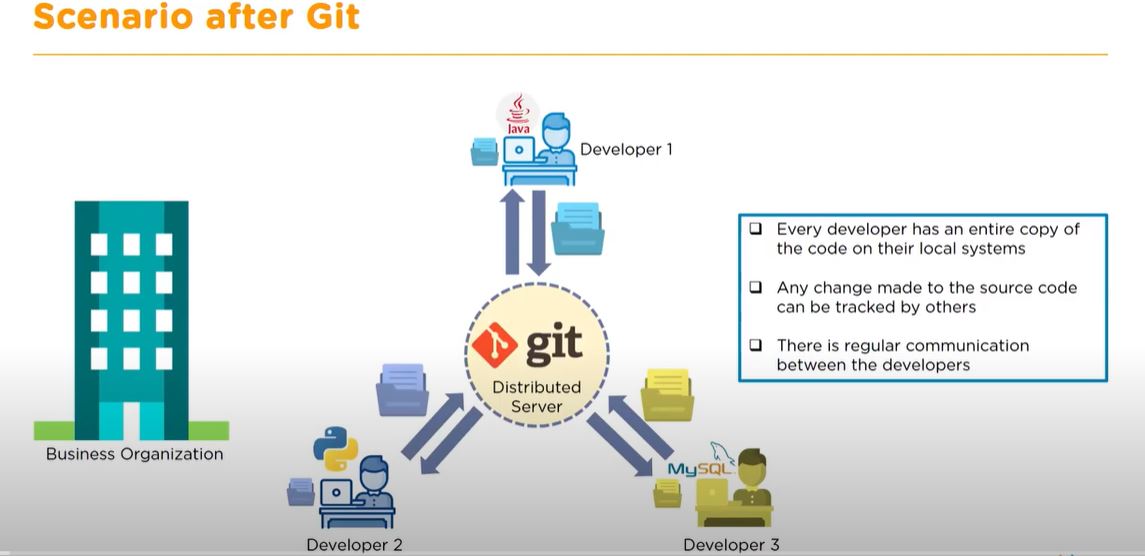 Scenario after Git
Java
Developer 1
❑ Every developer has an entire copy of
the code on their local systems
❑ Any change made to the source code
can be tracked by others
❑ There is regular communication
between the developers
git
Distributed
Server
Business Organization
MySQL
Developer 2
Developer 3